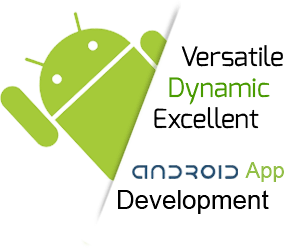 Versatile
Dynamic
Excellent
ANDROID App
Development